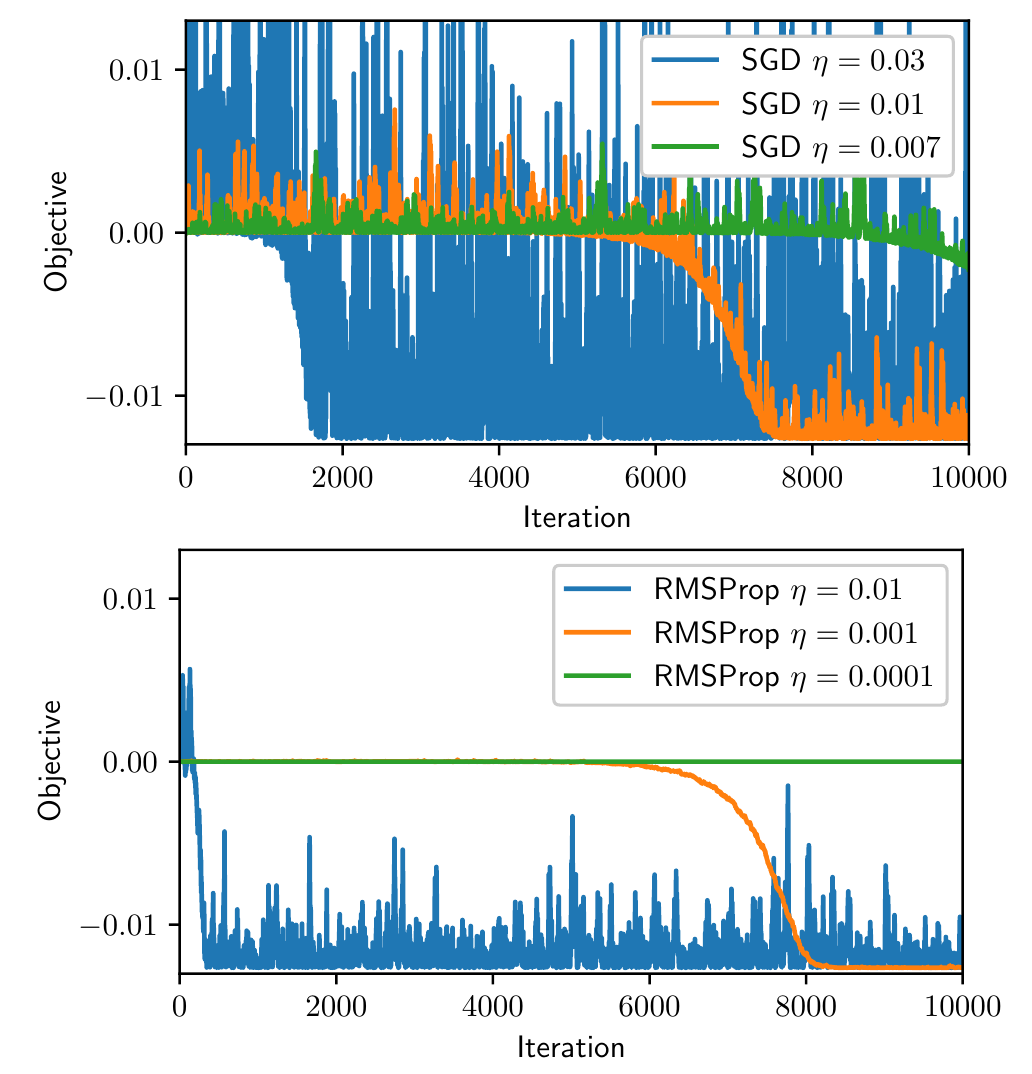 0.01
0.00
−0.01
Objective
SGD η = 0.03
SGD η = 0.01
SGD η = 0.007
0 2000 4000 6000 8000 10000
Iteration
0.01
0.00
−0.01
Objective
RMSProp η = 0.01
RMSProp η = 0.001
RMSProp η = 0.0001
0 2000 4000 6000 8000 10000
Iteration